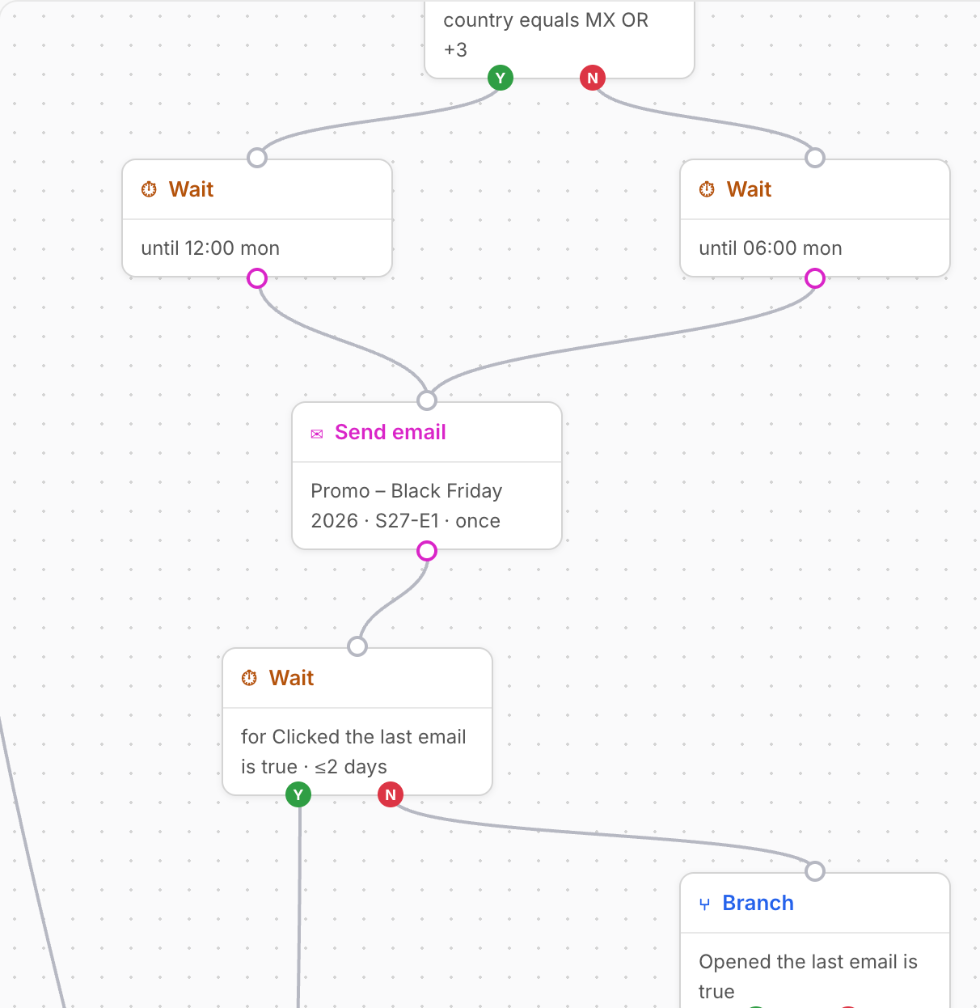 country equals MX OR
+3
Y
N
Wait
until 12:00 mon
Wait
until 06:00 mon
Send email
Promo – Black Friday
2026 · S27-E1 · once
Wait
for Clicked the last email
is true · ≤2 days
Y
N
Branch
Opened the last email is
true